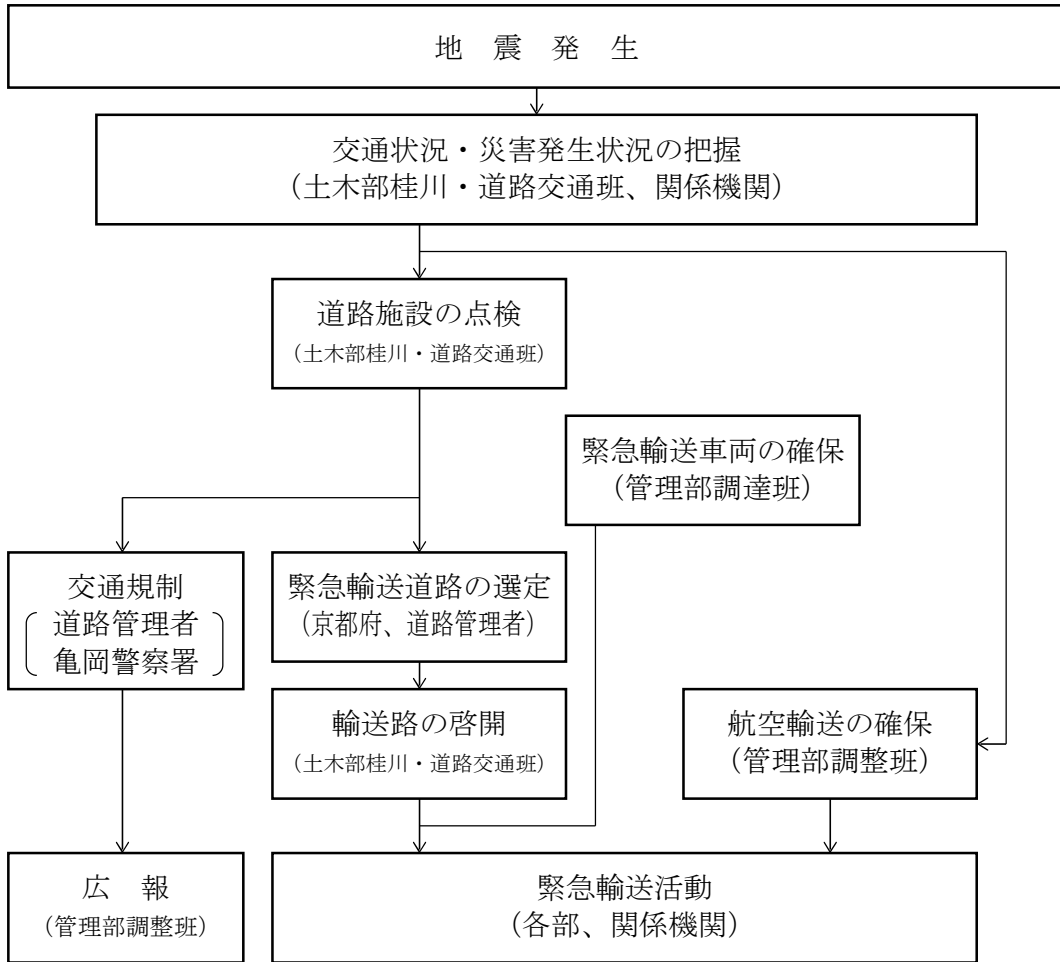 地　震　発　生
交通状況・災害発生状況の把握
（土木部桂川・道路交通班、関係機関）
道路施設の点検
（土木部桂川・道路交通班）
緊急輸送車両の確保
（管理部調達班）
交通規制
道路管理者
亀岡警察署
緊急輸送道路の選定
（京都府、道路管理者）
輸送路の啓開
（土木部桂川・道路交通班）
航空輸送の確保
（管理部調整班）
広　報
（管理部調整班）
緊急輸送活動
（各部、関係機関）